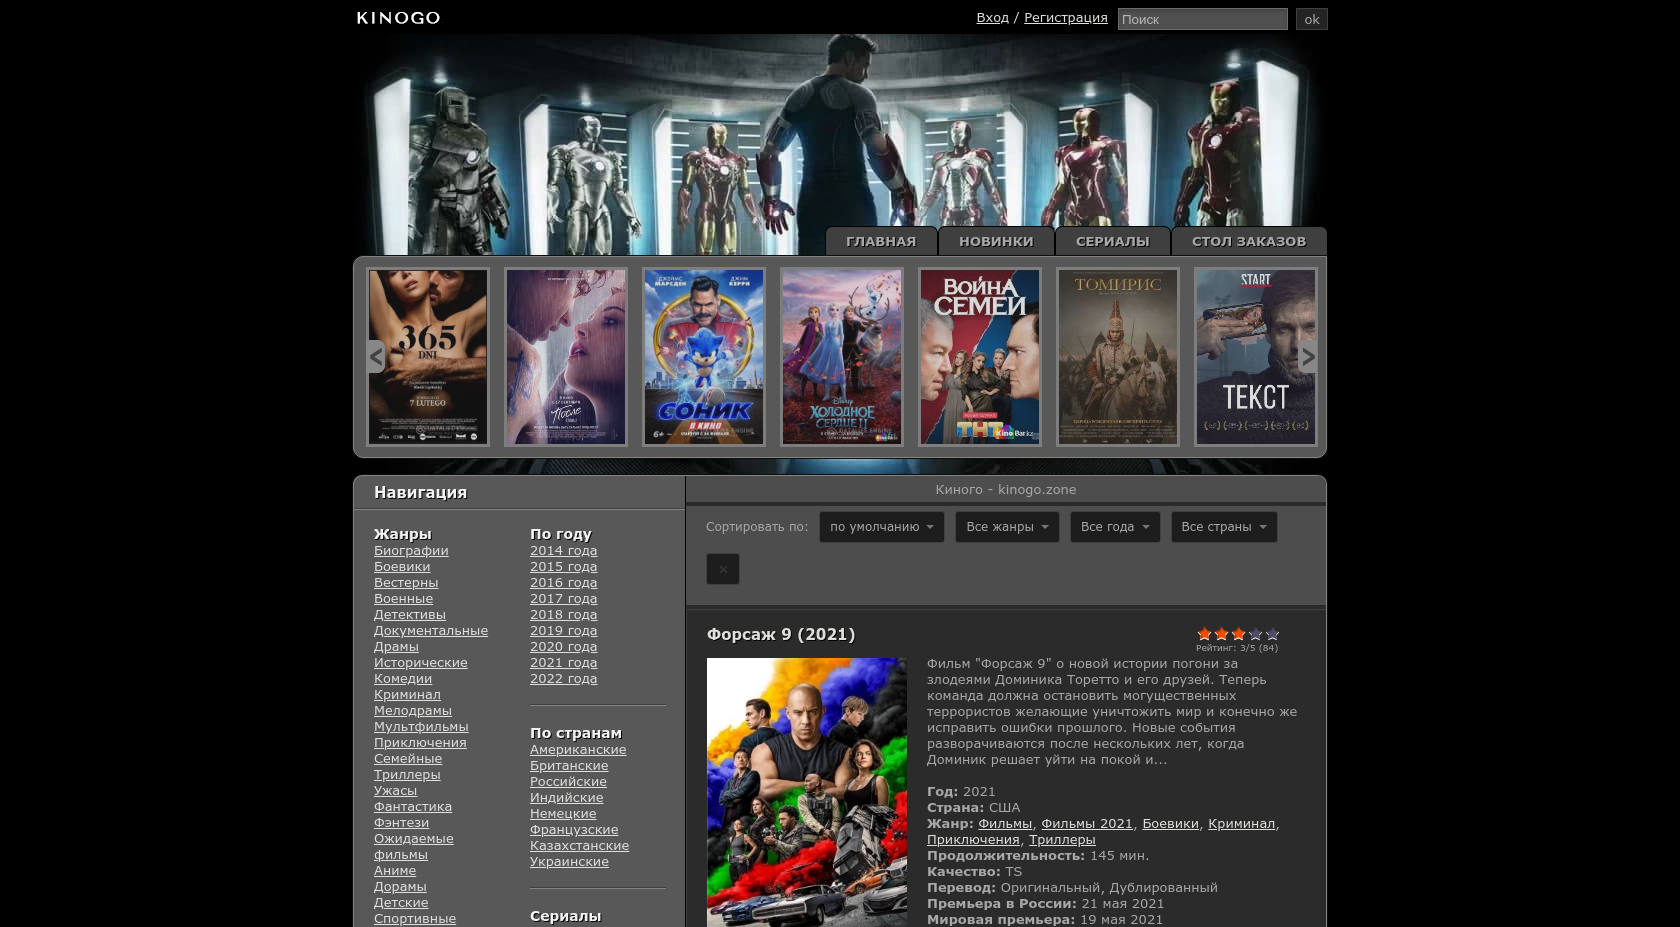 KINOGO
Вход / Регистрация
Поиск
ok
ГЛАВНАЯ
НОВИНКИ
СЕРИАЛЫ
СТОЛ ЗАКАЗОВ
<
365
DNI
7 LUTEGO
После
ДЖЕЙМС
МАРСДЕН
ДЖИМ
КЕРРИ
СОНИК
В КИНО
6+
Disney
ХОЛОДНОЕ
СЕРДЦЕ II
ВОЙНА
СЕМЕЙ
ТНТ
KinoBar.kz
ТОМИРИС
START
ТЕКСТ
>
Навигация
Жанры
Биографии
Боевики
Вестерны
Военные
Детективы
Документальные
Драмы
Исторические
Комедии
Криминал
Мелодрамы
Мультфильмы
Приключения
Семейные
Триллеры
Ужасы
Фантастика
Фэнтези
Ожидаемые
фильмы
Аниме
Дорамы
Детские
Спортивные
По году
2014 года
2015 года
2016 года
2017 года
2018 года
2019 года
2020 года
2021 года
2022 года
По странам
Американские
Британские
Российские
Индийские
Немецкие
Французские
Казахстанские
Украинские
Сериалы
Киного - kinogo.zone
Сортировать по:
по умолчанию
Все жанры
Все года
Все страны
×
Форсаж 9 (2021)
Рейтинг: 3/5 (84)
Фильм "Форсаж 9" о новой истории погони за
злодеями Доминика Торетто и его друзей. Теперь
команда должна остановить могущественных
террористов желающие уничтожить мир и конечно же
исправить ошибки прошлого. Новые события
разворачиваются после нескольких лет, когда
Доминик решает уйти на покой и...
Год: 2021
Страна: США
Жанр: Фильмы, Фильмы 2021, Боевики, Криминал,
Приключения, Триллеры
Продолжительность: 145 мин.
Качество: TS
Перевод: Оригинальный, Дублированный
Премьера в России: 21 мая 2021
Мировая премьера: 19 мая 2021